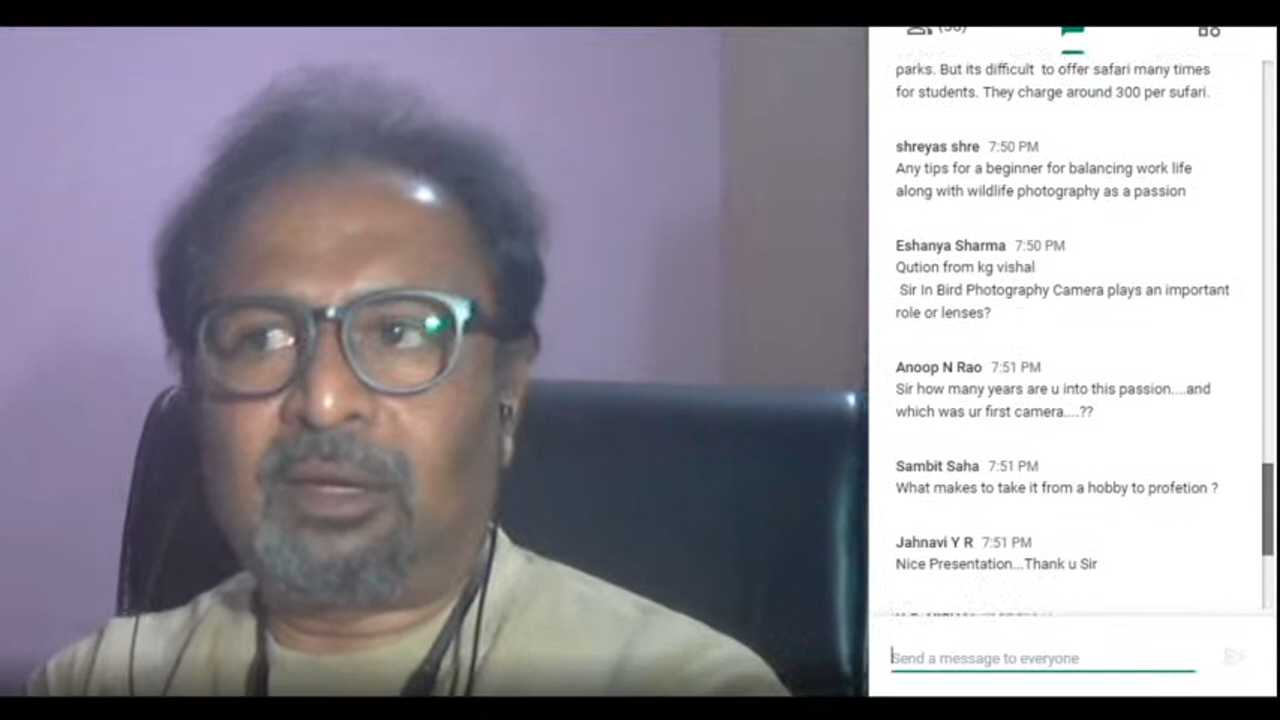 parks. But its difficult to offer safari many times
for students. They charge around 300 per sufari.
shreyas shre 7:50 PM
Any tips for a beginner for balancing work life
along with wildlife photography as a passion
Eshanya Sharma 7:50 PM
Qution from kg vishal
Sir In Bird Photography Camera plays an important
role or lenses?
Anoop N Rao 7:51 PM
Sir how many years are u into this passion....and
which was ur first camera....??
Sambit Saha 7:51 PM
What makes to take it from a hobby to profetion ?
Jahnavi Y R 7:51 PM
Nice Presentation...Thank u Sir
Send a message to everyone